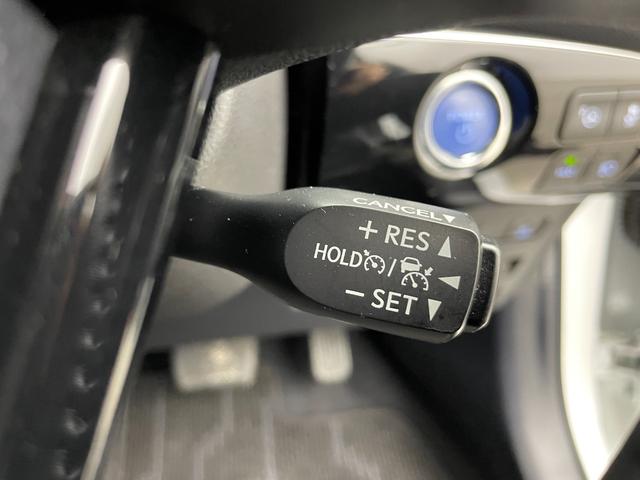 CANCEL▼
+ RES ▲
HOLD / ◀
− SET ▼